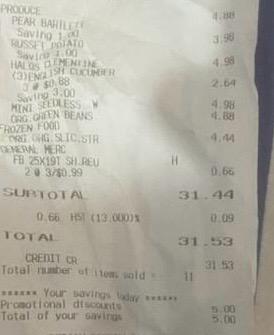 PRODUCE
PEAR BARTLETT 4.88
Saving 1.00
RUSSET POTATO 3.98
Saving 1.00
HALOS CLEMENTINE 4.98
(3)ENGLISH CUCUMBER
3 @ $0.88 2.64
Saving 3.00
MINI SEEDLESS W 4.98
ORG. GREEN BEANS 4.88
FROZEN FOOD
ORG. SLIC.STR 4.44
GENERAL MERC
FB 25X19T SH.REU H
2 @ 3/$0.99 0.66
SUBTOTAL 31.44
0.66 HST (13.000)% 0.09
TOTAL 31.53
CREDIT CR 31.53
Total number of items sold = 11
****** Your savings today ******
Promotional discounts 5.00
Total of your savings 5.00